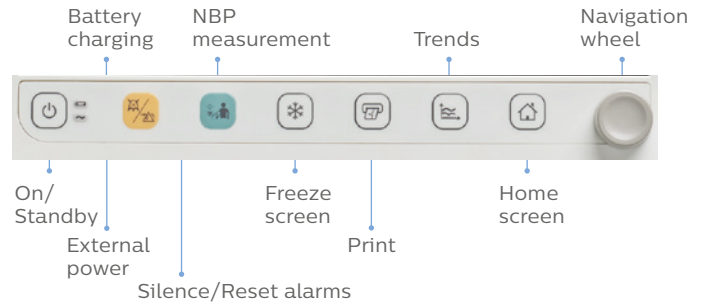 Battery
charging
NBP
measurement
Trends
Navigation
wheel
On/
Standby
External
power
Silence/Reset alarms
Freeze
screen
Print
Home
screen